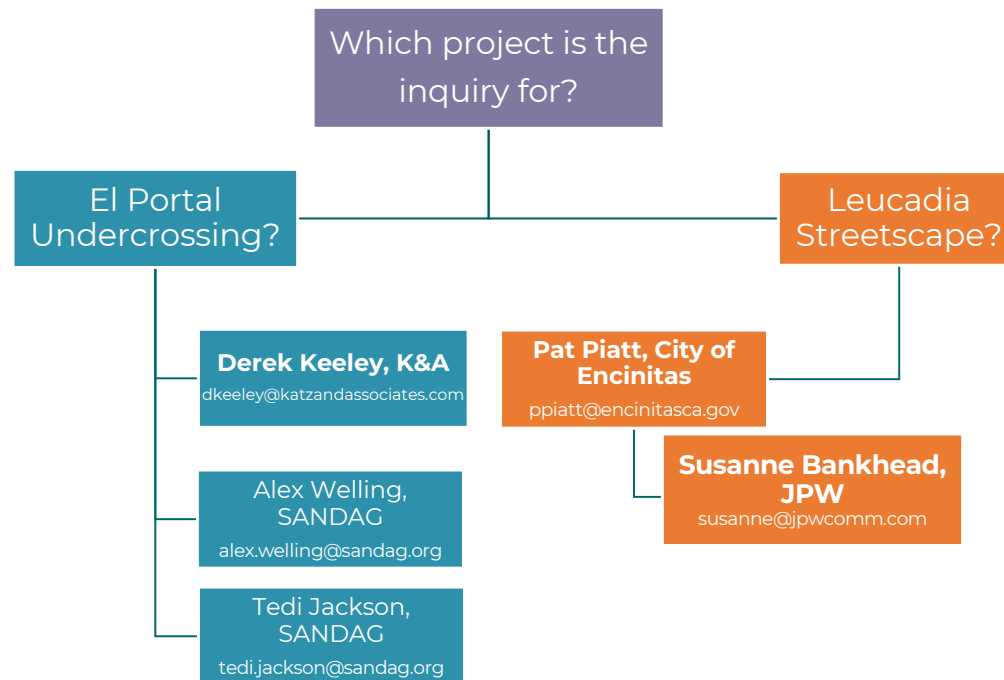 Which project is the
inquiry for?
El Portal
Undercrossing?
Leucadia
Streetscape?
Derek Keeley, K&A
dkeeley@katzandassociates.com
Pat Piatt, City of
Encinitas
ppiatt@encinitasca.gov
Susanne Bankhead,
JPW
susanne@jpwcomm.com
Alex Welling,
SANDAG
alex.welling@sandag.org
Tedi Jackson,
SANDAG
tedi.jackson@sandag.org